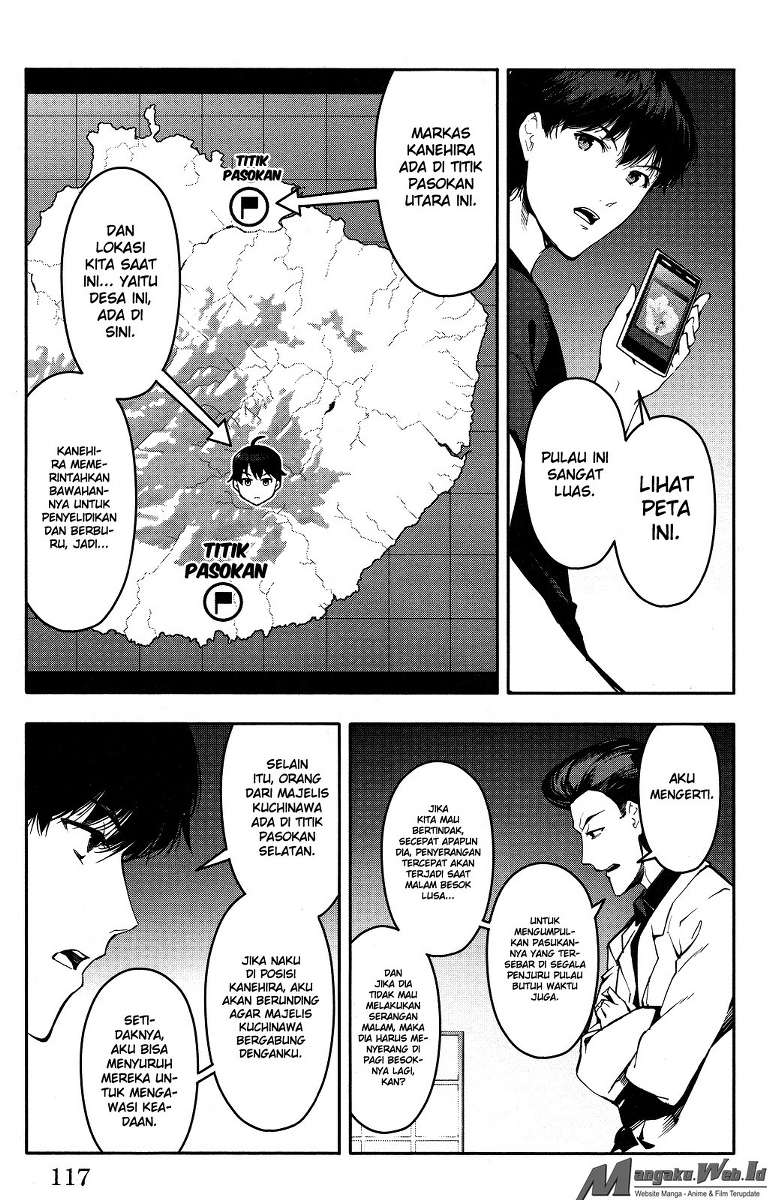 LIHAT
PETA
INI.
PULAU INI
SANGAT
LUAS.
MARKAS
KANEHIRA
ADA DI TITIK
PASOKAN
UTARA INI.
TITIK
PASOKAN
DAN
LOKASI
KITA SAAT
INI... YAITU
DESA INI,
ADA DI
SINI.
KANEHI-
RA MEME-
RINTAHKAN
BAWAHAN-
NYA UNTUK
PENYELIDIKAN
DAN BERBU-
RU, JADI...
TITIK
PASOKAN
AKU
MENGERTI.
UNTUK
MENGUMPUL-
KAN PASUKAN-
NYA YANG TER-
SEBAR DI SEGALA
PENJURU PULAU
BUTUH WAKTU
JUGA.
JIKA
KITA MAU
BERTINDAK,
SECEPAT APAPUN
DIA, PENYERANGAN
TERCEPAT AKAN
TERJADI SAAT
MALAM BESOK
LUSA...
DAN
JIKA DIA
TIDAK MAU
MELAKUKAN
SERANGAN
MALAM, MAKA
DIA HARUS ME-
NYERANG DI
PAGI BESOK-
NYA LAGI,
KAN?
SELAIN
ITU, ORANG
DARI MAJELIS
KUCHINAWA
ADA DI TITIK
PASOKAN
SELATAN.
JIKA NAKU
DI POSISI
KANEHIRA, AKU
AKAN BERUNDING
AGAR MAJELIS
KUCHINAWA
BERGABUNG
DENGANKU.
SETI-
DAKNYA,
AKU BISA
MENYURUH
MEREKA UN-
TUK MENGA-
WASI KEA-
DAAN.
117
Mangaku.Web.Id
Website Manga - Anime & Film Terupdate